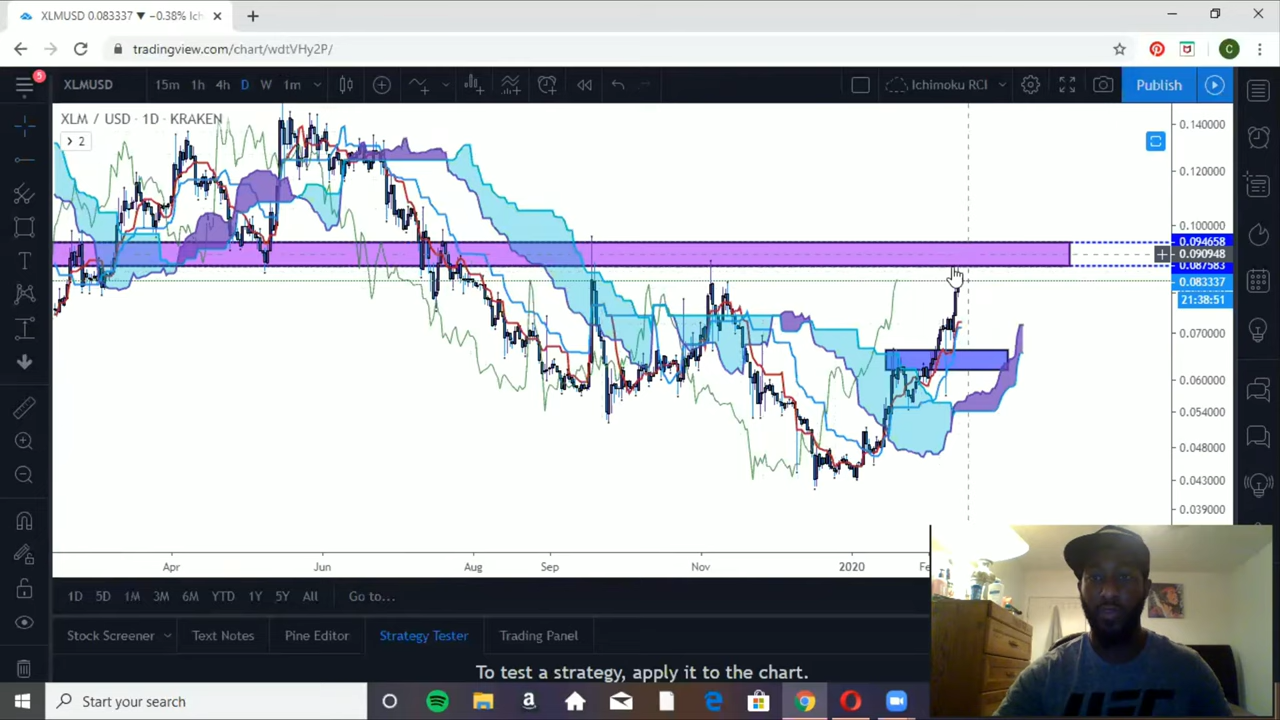 XLMUSD 0.083337 ▼ −0.38% Ich
tradingview.com/chart/wdtVHy2P/
C
5
XLMUSD 15m 1h 4h D W 1m Ichimoku RCI Publish
XLM / USD · 1D · KRAKEN
2
0.140000
0.120000
0.100000
0.094658
0.090948
0.087583
0.083337
21:38:51
0.070000
0.060000
0.054000
0.048000
0.043000
0.039000
Apr Jun Aug Sep Nov 2020
1D 5D 1M 3M 6M YTD 1Y 5Y All Go to...
Stock Screener Text Notes Pine Editor Strategy Tester Trading Panel
To test a strategy, apply it to the chart.
UFC
Start your search